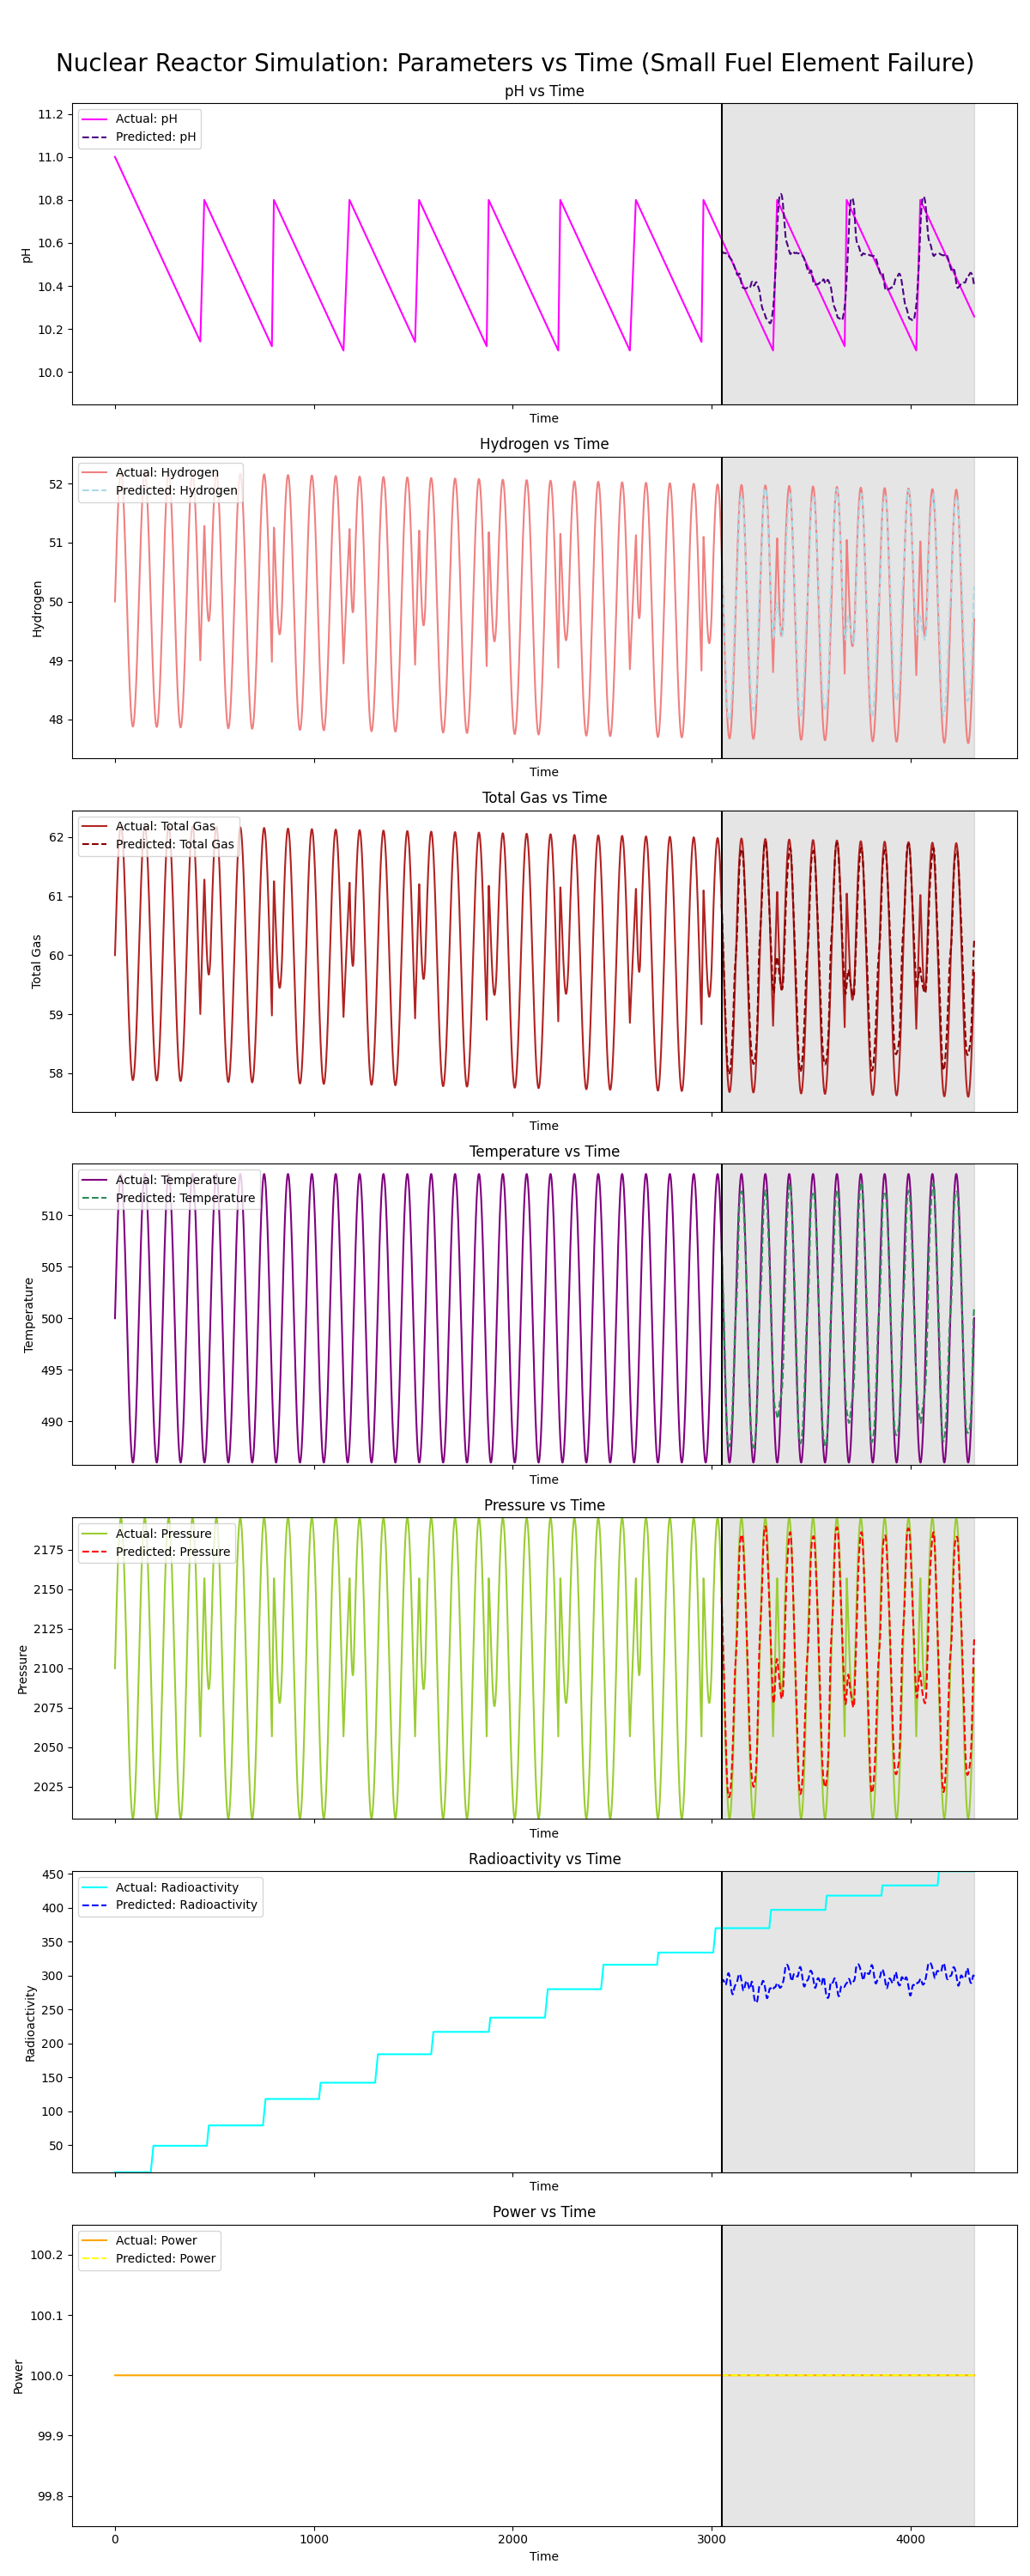 Nuclear Reactor Simulation: Parameters vs Time (Small Fuel Element Failure)
pH vs Time
Actual: pH
Predicted: pH
11.2
11.0
10.8
10.6
10.4
10.2
10.0
pH
Time
Hydrogen vs Time
Actual: Hydrogen
Predicted: Hydrogen
52
51
50
49
48
Hydrogen
Time
Total Gas vs Time
Actual: Total Gas
Predicted: Total Gas
62
61
60
59
58
Total Gas
Time
Temperature vs Time
Actual: Temperature
Predicted: Temperature
510
505
500
495
490
Temperature
Time
Pressure vs Time
Actual: Pressure
Predicted: Pressure
2175
2150
2125
2100
2075
2050
2025
Pressure
Time
Radioactivity vs Time
Actual: Radioactivity
Predicted: Radioactivity
450
400
350
300
250
200
150
100
50
Radioactivity
Time
Power vs Time
Actual: Power
Predicted: Power
100.2
100.1
100.0
99.9
99.8
Power
0 1000 2000 3000 4000
Time